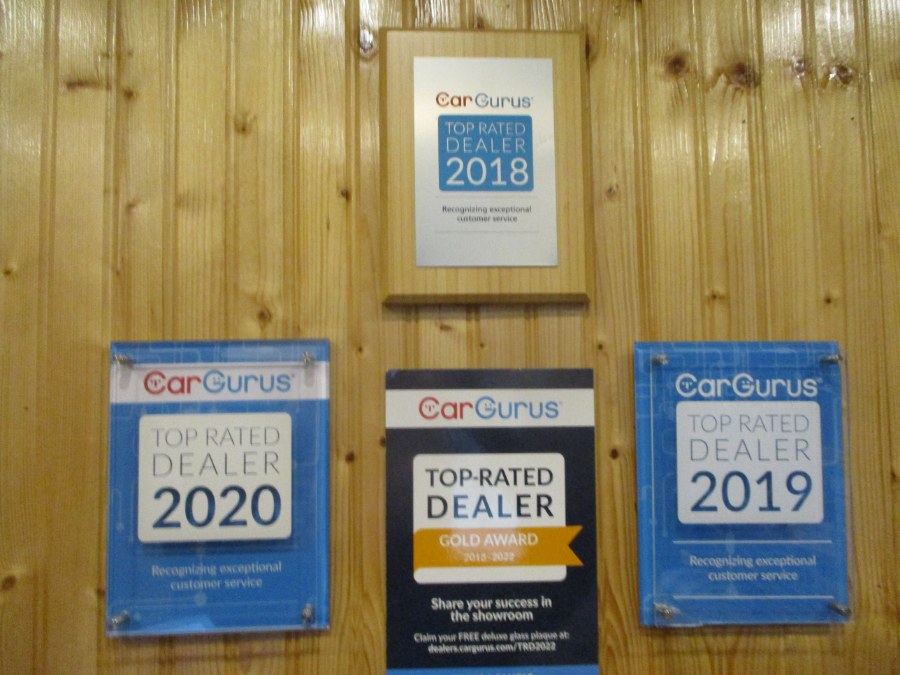 CarGurus
TOP RATED
DEALER
2018
Recognizing exceptional
customer service
CarGurus
TOP RATED
DEALER
2020
Recognizing exceptional
customer service
CarGurus
TOP-RATED
DEALER
GOLD AWARD
2018-2022
Share your success in
the showroom
Claim your FREE deluxe glass plaque at:
dealers.cargurus.com/TRD2022
CarGurus
TOP RATED
DEALER
2019
Recognizing exceptional
customer service